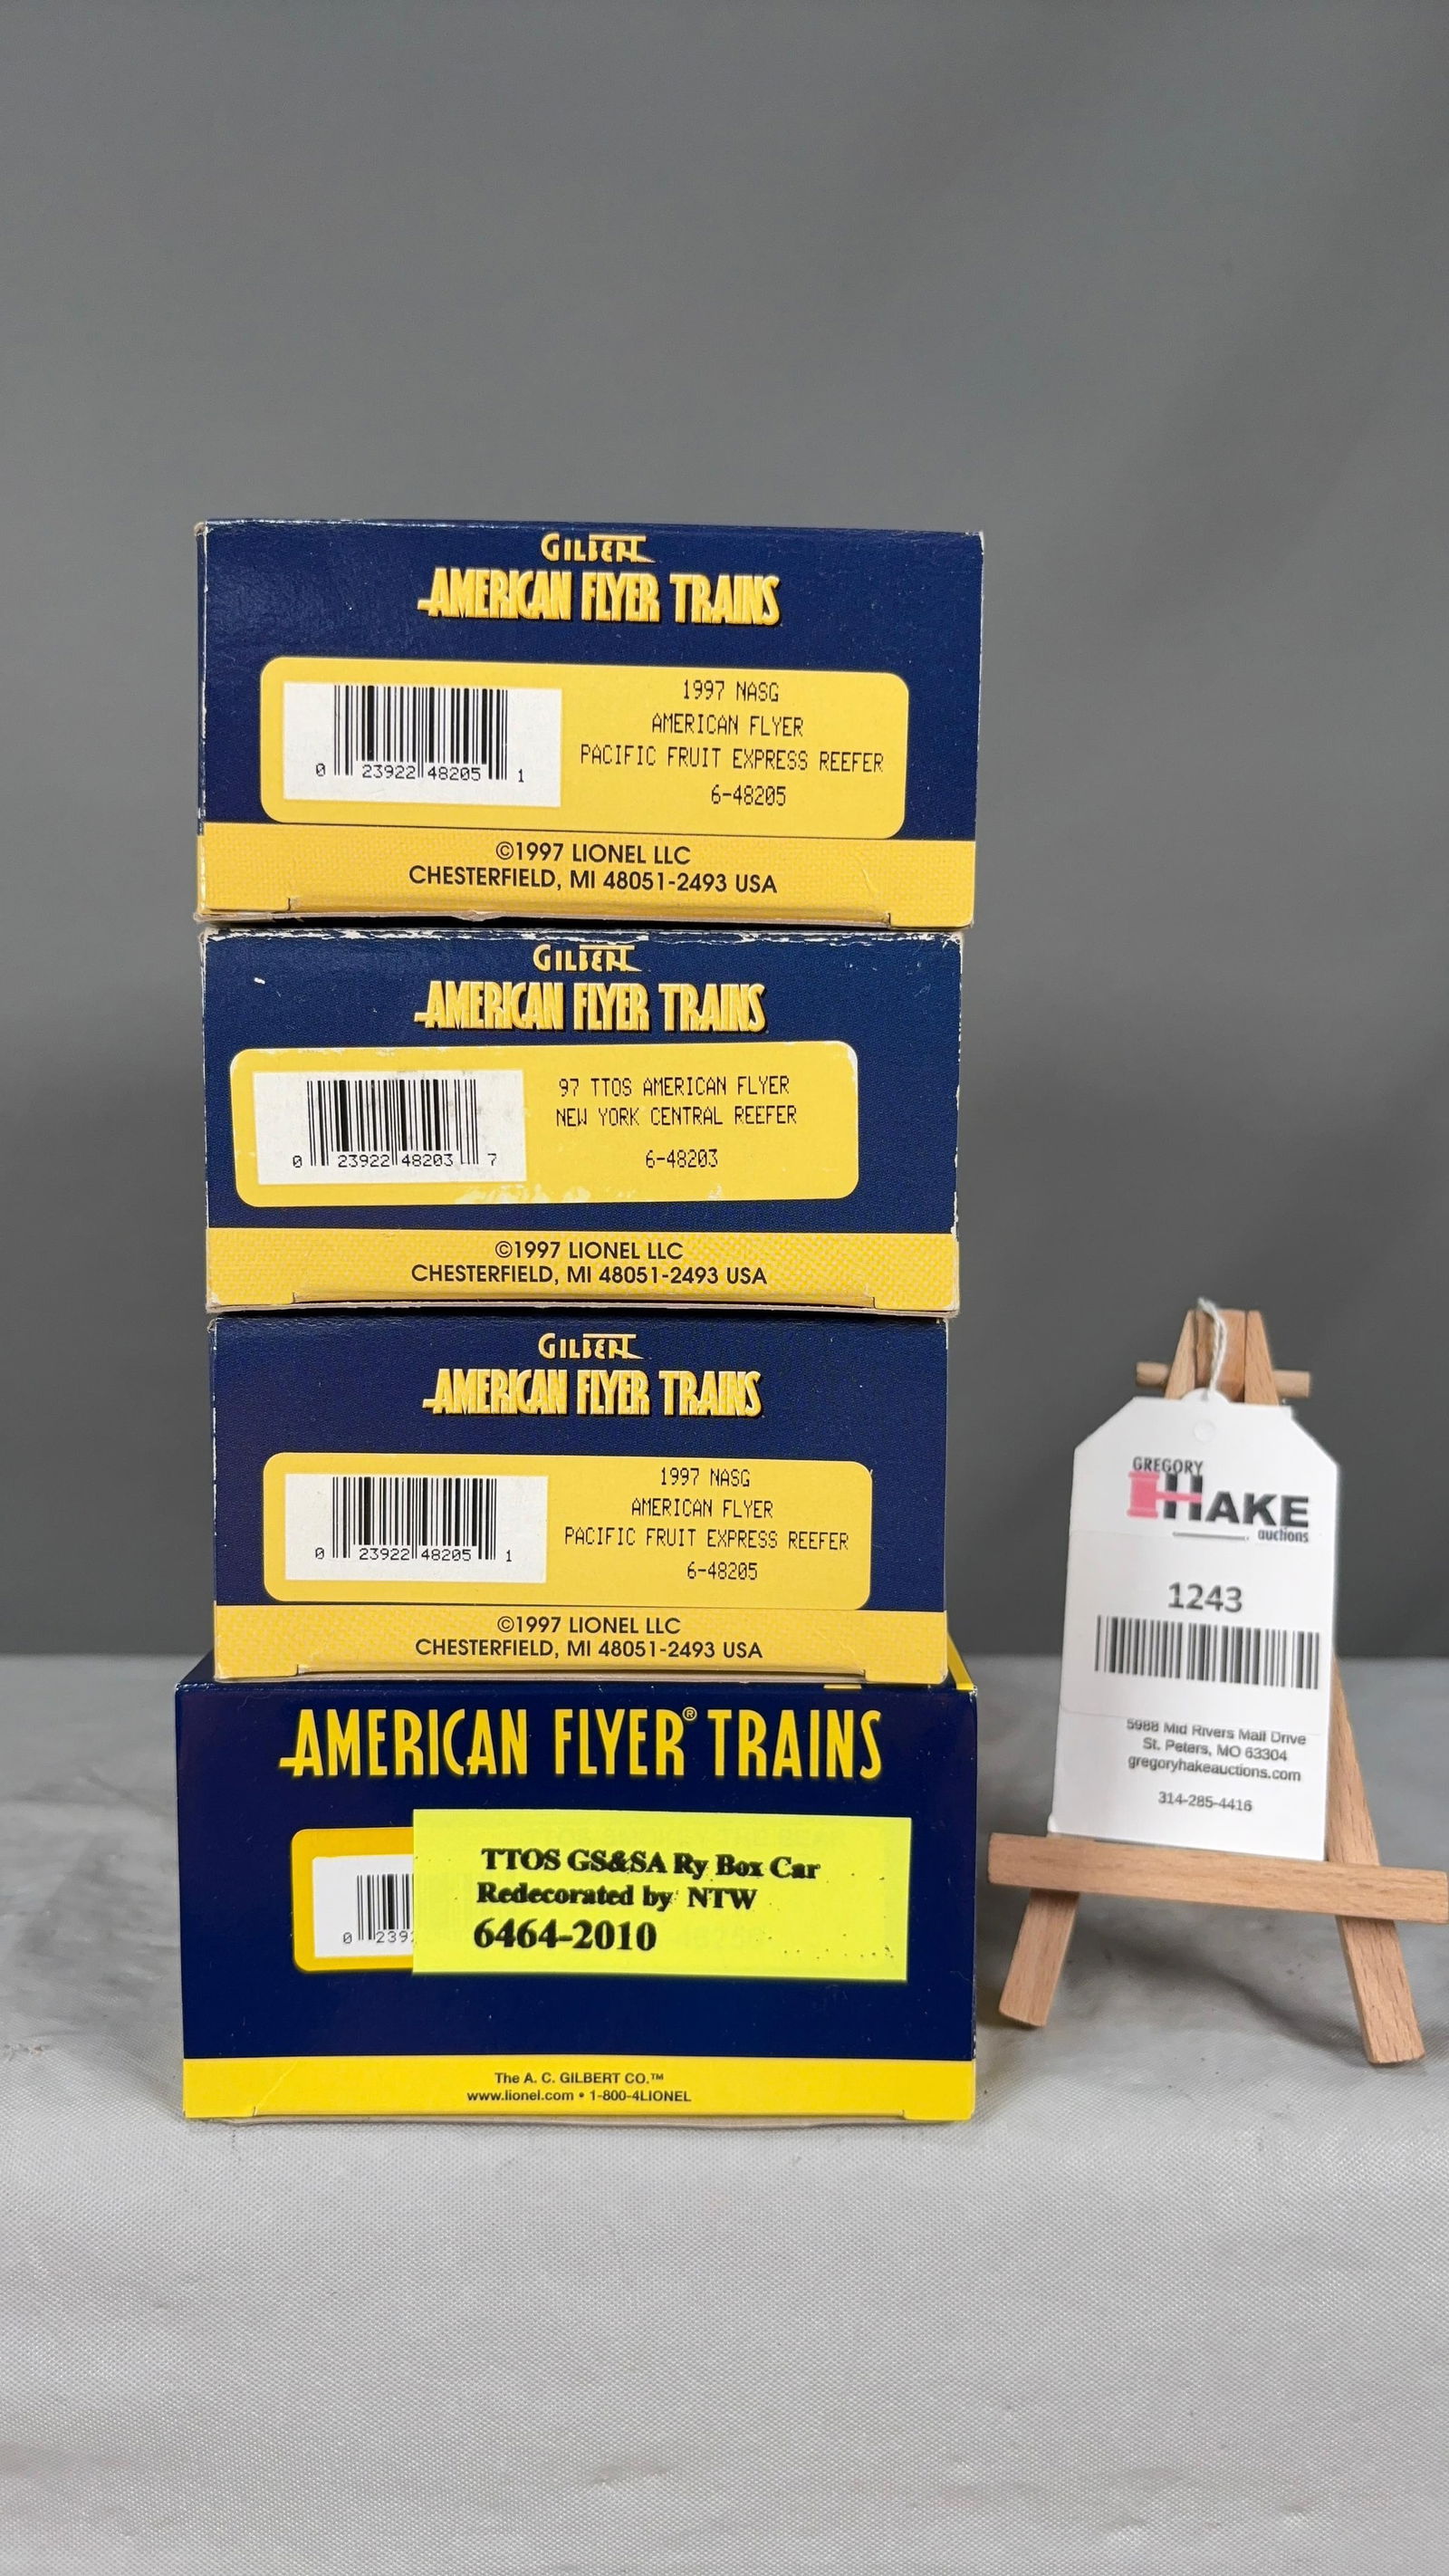 GILBERT
AMERICAN FLYER TRAINS
1997 NASG
AMERICAN FLYER
PACIFIC FRUIT EXPRESS REEFER
6-48205
0 23922 48205 1
©1997 LIONEL LLC
CHESTERFIELD, MI 48051-2493 USA
GILBERT
AMERICAN FLYER TRAINS
97 TTOS AMERICAN FLYER
NEW YORK CENTRAL REEFER
6-48203
0 23922 48203 7
©1997 LIONEL LLC
CHESTERFIELD, MI 48051-2493 USA
GILBERT
AMERICAN FLYER TRAINS
1997 NASG
AMERICAN FLYER
PACIFIC FRUIT EXPRESS REEFER
6-48205
0 23922 48205 1
©1997 LIONEL LLC
CHESTERFIELD, MI 48051-2493 USA
AMERICAN FLYER® TRAINS
TTOS GS&SA Ry Box Car
Redecorated by NTW
6464-2010
0 2392
The A. C. GILBERT CO.™
www.lionel.com • 1-800-4LIONEL
GREGORY
HAKE
auctions
1243
5988 Mid Rivers Mall Drive
St. Peters, MO 63304
gregoryhakeauctions.com
314-285-4416